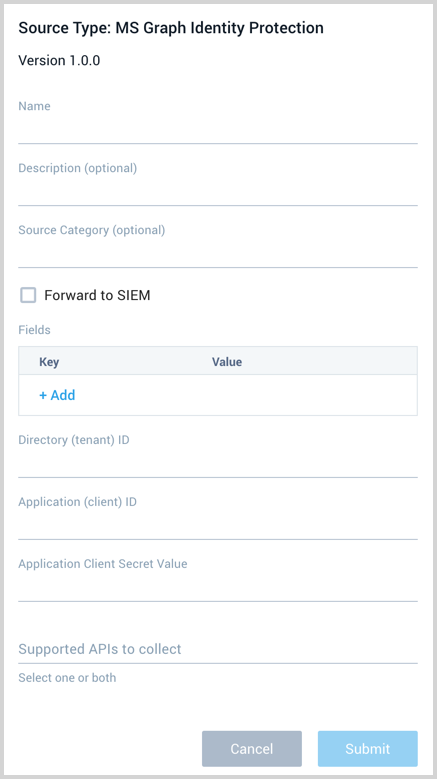 Source Type: MS Graph Identity Protection
Version 1.0.0
Name
Description (optional)
Source Category (optional)
Forward to SIEM
Fields
Key Value
+ Add
Directory (tenant) ID
Application (client) ID
Application Client Secret Value
Supported APIs to collect
Select one or both
Cancel Submit